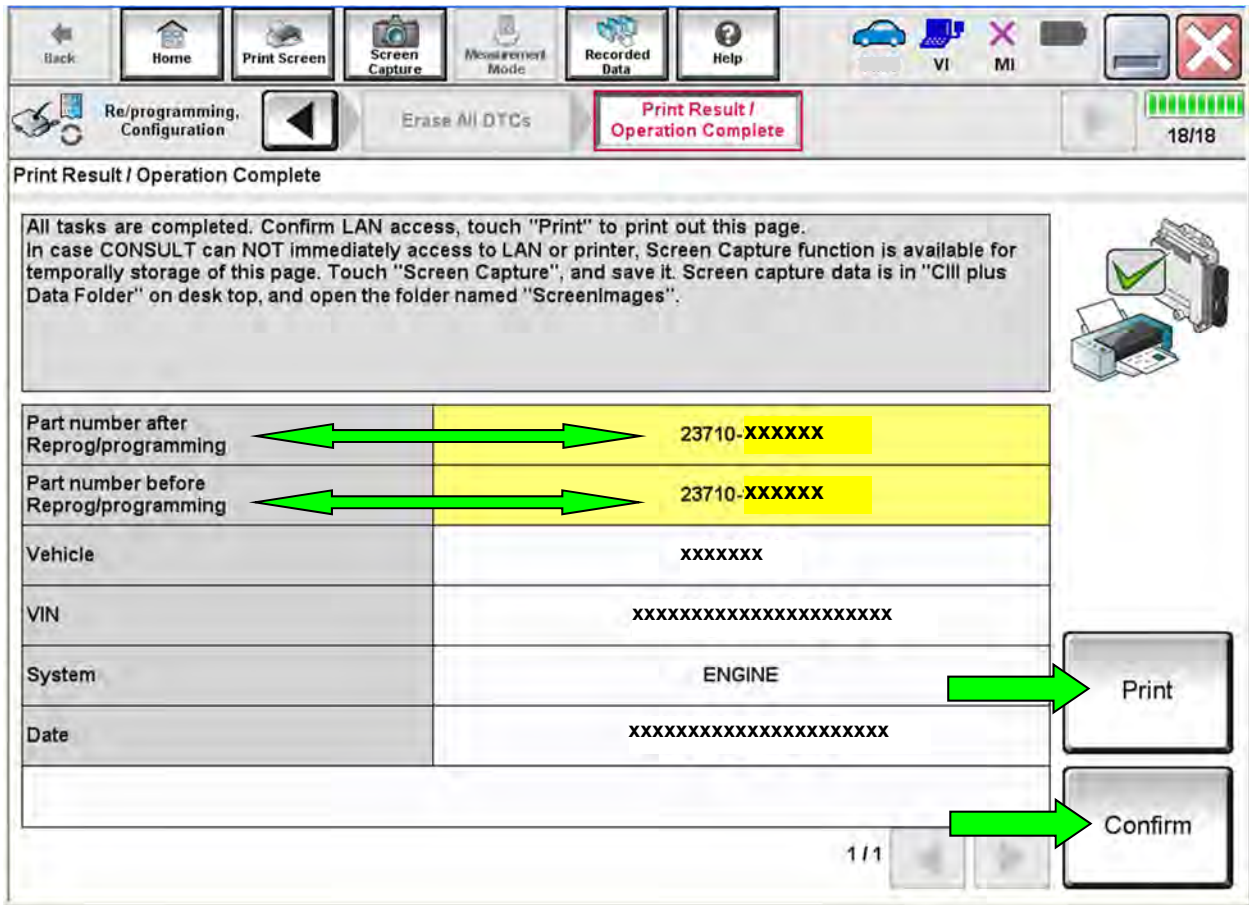 Back
Home
Print Screen
Screen
Capture
Measurement
Mode
Recorded
Data
Help
VI
MI
Re/programming,
Configuration
Erase All DTCs
Print Result /
Operation Complete
18/18
Print Result / Operation Complete
All tasks are completed. Confirm LAN access, touch "Print" to print out this page.
In case CONSULT can NOT immediately access to LAN or printer, Screen Capture function is available for
temporally storage of this page. Touch "Screen Capture", and save it. Screen capture data is in "CIII plus
Data Folder" on desk top, and open the folder named "ScreenImages".
Part number after
Reprog/programming
23710-XXXXXX
Part number before
Reprog/programming
23710-XXXXXX
Vehicle
xxxxxxx
VIN
xxxxxxxxxxxxxxxxxxxxxx
System
ENGINE
Date
xxxxxxxxxxxxxxxxxxxxxx
Print
Confirm
1/1